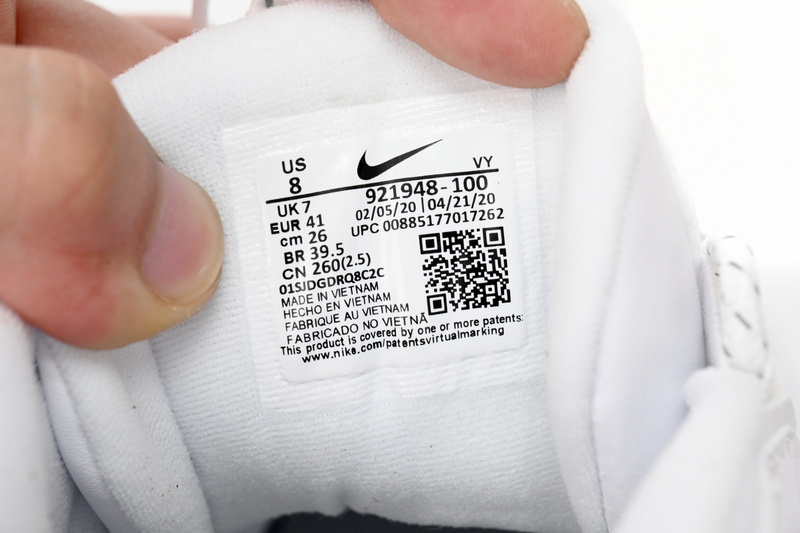 US VY
8 921948-100
UK 7 02/05/20 | 04/21/20
EUR 41 UPC 00885177017262
cm 26
BR 39.5
CN 260(2.5)
01SJDGDRQ8C2C
MADE IN VIETNAM
HECHO EN VIETNAM
FABRIQUE AU VIETNAM
FABRICADO NO VIETNÃ
This product is covered by one or more patents:
www.nike.com/patentsvirtualmarking